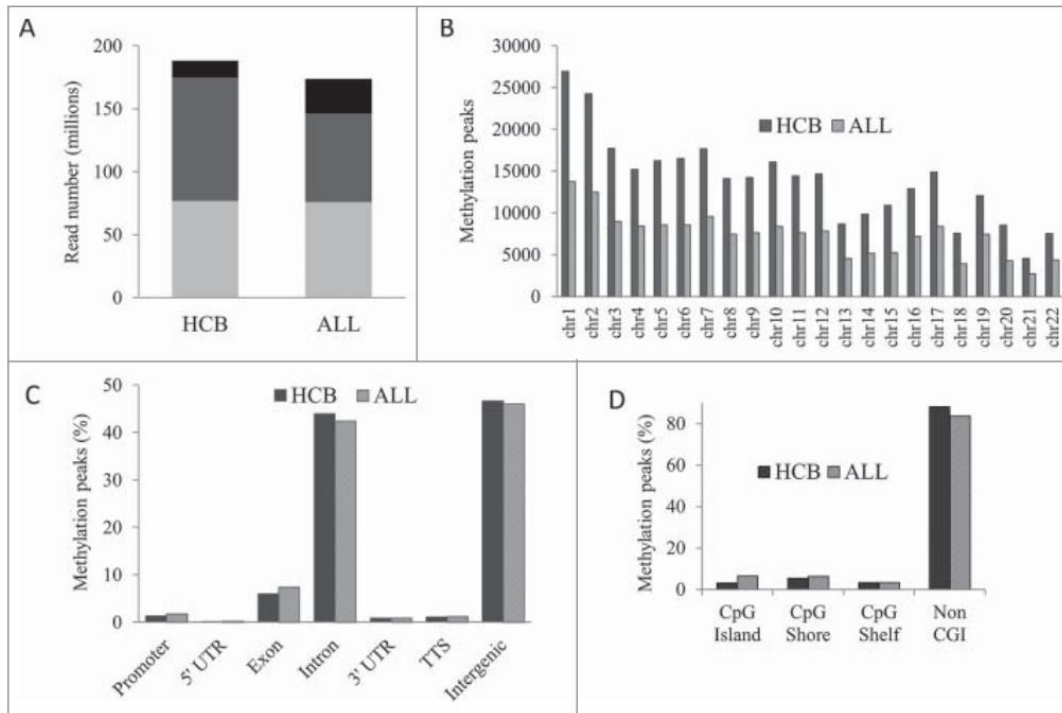 A
Read number (millions)
200
150
100
50
0
HCB
ALL
B
Methylation peaks
30000
25000
20000
15000
10000
5000
0
HCB
ALL
chr1
chr2
chr3
chr4
chr5
chr6
chr7
chr8
chr9
chr10
chr11
chr12
chr13
chr14
chr15
chr16
chr17
chr18
chr19
chr20
chr21
chr22
C
Methylation peaks (%)
50
40
30
20
10
0
HCB
ALL
Promoter
5' UTR
Exon
Intron
3' UTR
TTS
Intergenic
D
Methylation peaks (%)
80
60
40
20
0
HCB
ALL
CpG
Island
CpG
Shore
CpG
Shelf
Non
CGI